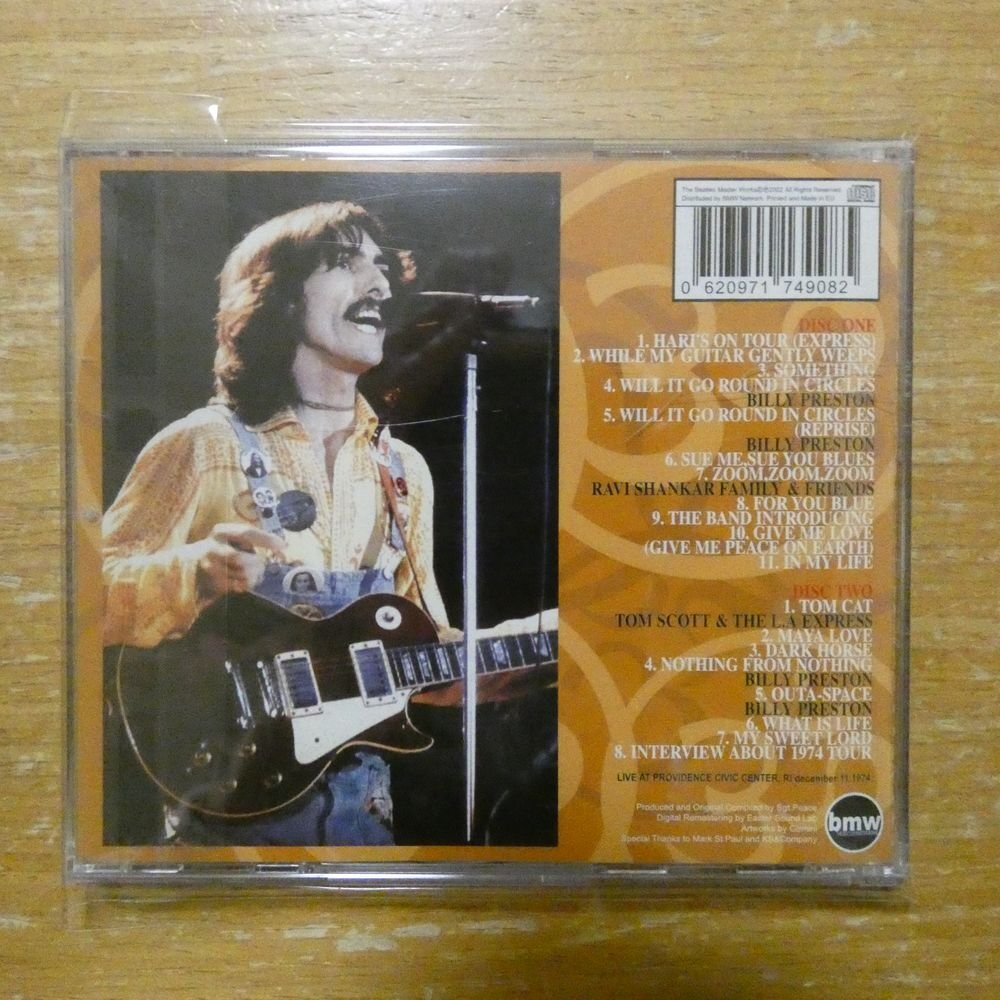 The Beatles Master Works©℗2002 All Rights Reserved.
Distributed by BMW Network. Printed and Made in EU
0 620971 749082
DISC ONE
1. HARI'S ON TOUR (EXPRESS)
2. WHILE MY GUITAR GENTLY WEEPS
3. SOMETHING
4. WILL IT GO ROUND IN CIRCLES
BILLY PRESTON
5. WILL IT GO ROUND IN CIRCLES
(REPRISE)
BILLY PRESTON
6. SUE ME,SUE YOU BLUES
7. ZOOM,ZOOM,ZOOM
RAVI SHANKAR FAMILY & FRIENDS
8. FOR YOU BLUE
9. THE BAND INTRODUCING
10. GIVE ME LOVE
(GIVE ME PEACE ON EARTH)
11. IN MY LIFE
DISC TWO
1. TOM CAT
TOM SCOTT & THE L.A EXPRESS
2. MAYA LOVE
3. DARK HORSE
4. NOTHING FROM NOTHING
BILLY PRESTON
5. OUTA-SPACE
BILLY PRESTON
6. WHAT IS LIFE
7. MY SWEET LORD
8. INTERVIEW ABOUT 1974 TOUR
LIVE AT PROVIDENCE CIVIC CENTER, RI december 11.1974
Produced and Original Compiled by Sgt.Peace
Digital Remastering by Easter Sound Lab.
Artworks by Gemini
Special Thanks to Mark St.Paul and KS&Company
bmw